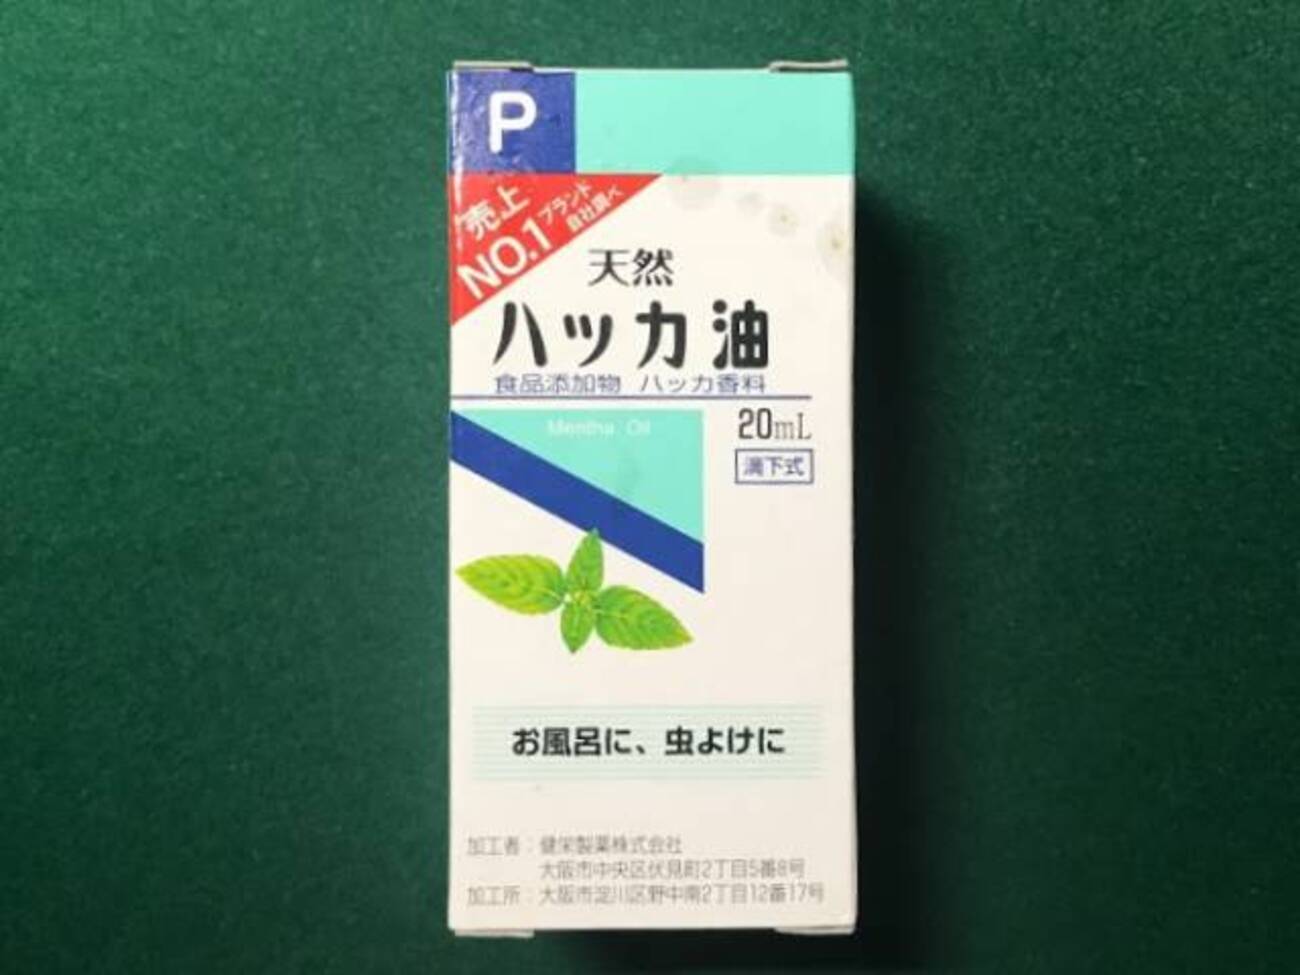 P
売上
NO.1
ブランド
自社調べ
天然
ハッカ油
食品添加物 ハッカ香料
Mentha Oil
20mL
滴下式
お風呂に、虫よけに
加工者：健栄製薬株式会社
大阪市中央区伏見町2丁目5番8号
加工所：大阪市淀川区野中南2丁目12番17号